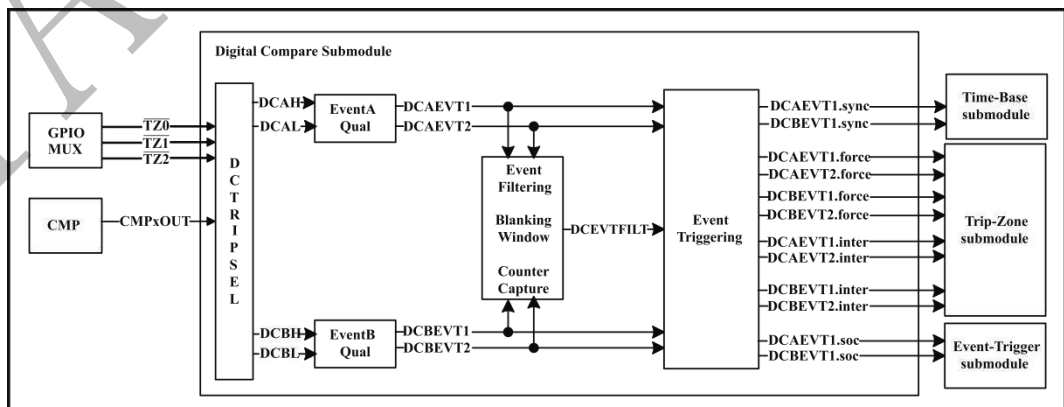 Digital Compare Submodule
GPIO
MUX
TZ0
TZ1
TZ2
CMP
CMPxOUT
D
C
T
R
I
P
S
E
L
DCAH
DCAL
EventA
Qual
DCAEVT1
DCAEVT2
DCBH
DCBL
EventB
Qual
DCBEVT1
DCBEVT2
Event
Filtering
Blanking
Window
Counter
Capture
DCEVTFILT
Event
Triggering
DCAEVT1.sync
DCBEVT1.sync
DCAEVT1.force
DCAEVT2.force
DCBEVT1.force
DCBEVT2.force
DCAEVT1.inter
DCAEVT2.inter
DCBEVT1.inter
DCBEVT2.inter
DCAEVT1.soc
DCBEVT1.soc
Time-Base
submodule
Trip-Zone
submodule
Event-Trigger
submodule